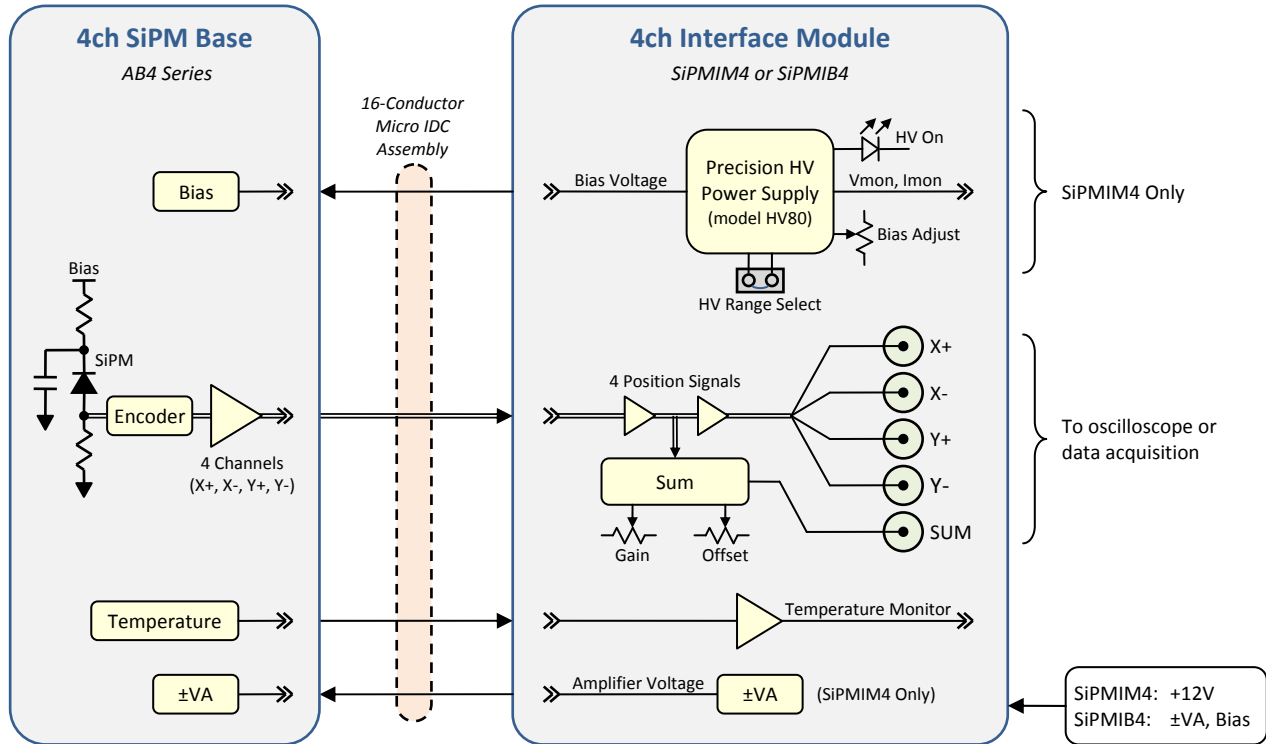 4ch SiPM Base
AB4 Series
16-Conductor
Micro IDC
Assembly
4ch Interface Module
SiPMIM4 or SiPMIB4
Bias
Bias Voltage
Precision HV
Power Supply
(model HV80)
HV On
Vmon, Imon
Bias Adjust
HV Range Select
SiPMIM4 Only
Bias
SiPM
Encoder
4 Channels
(X+, X-, Y+, Y-)
4 Position Signals
Sum
Gain
Offset
X+
X-
Y+
Y-
SUM
To oscilloscope or
data acquisition
Temperature
Temperature Monitor
±VA
Amplifier Voltage
±VA
(SiPMIM4 Only)
SiPMIM4: +12V
SiPMIB4: ±VA, Bias